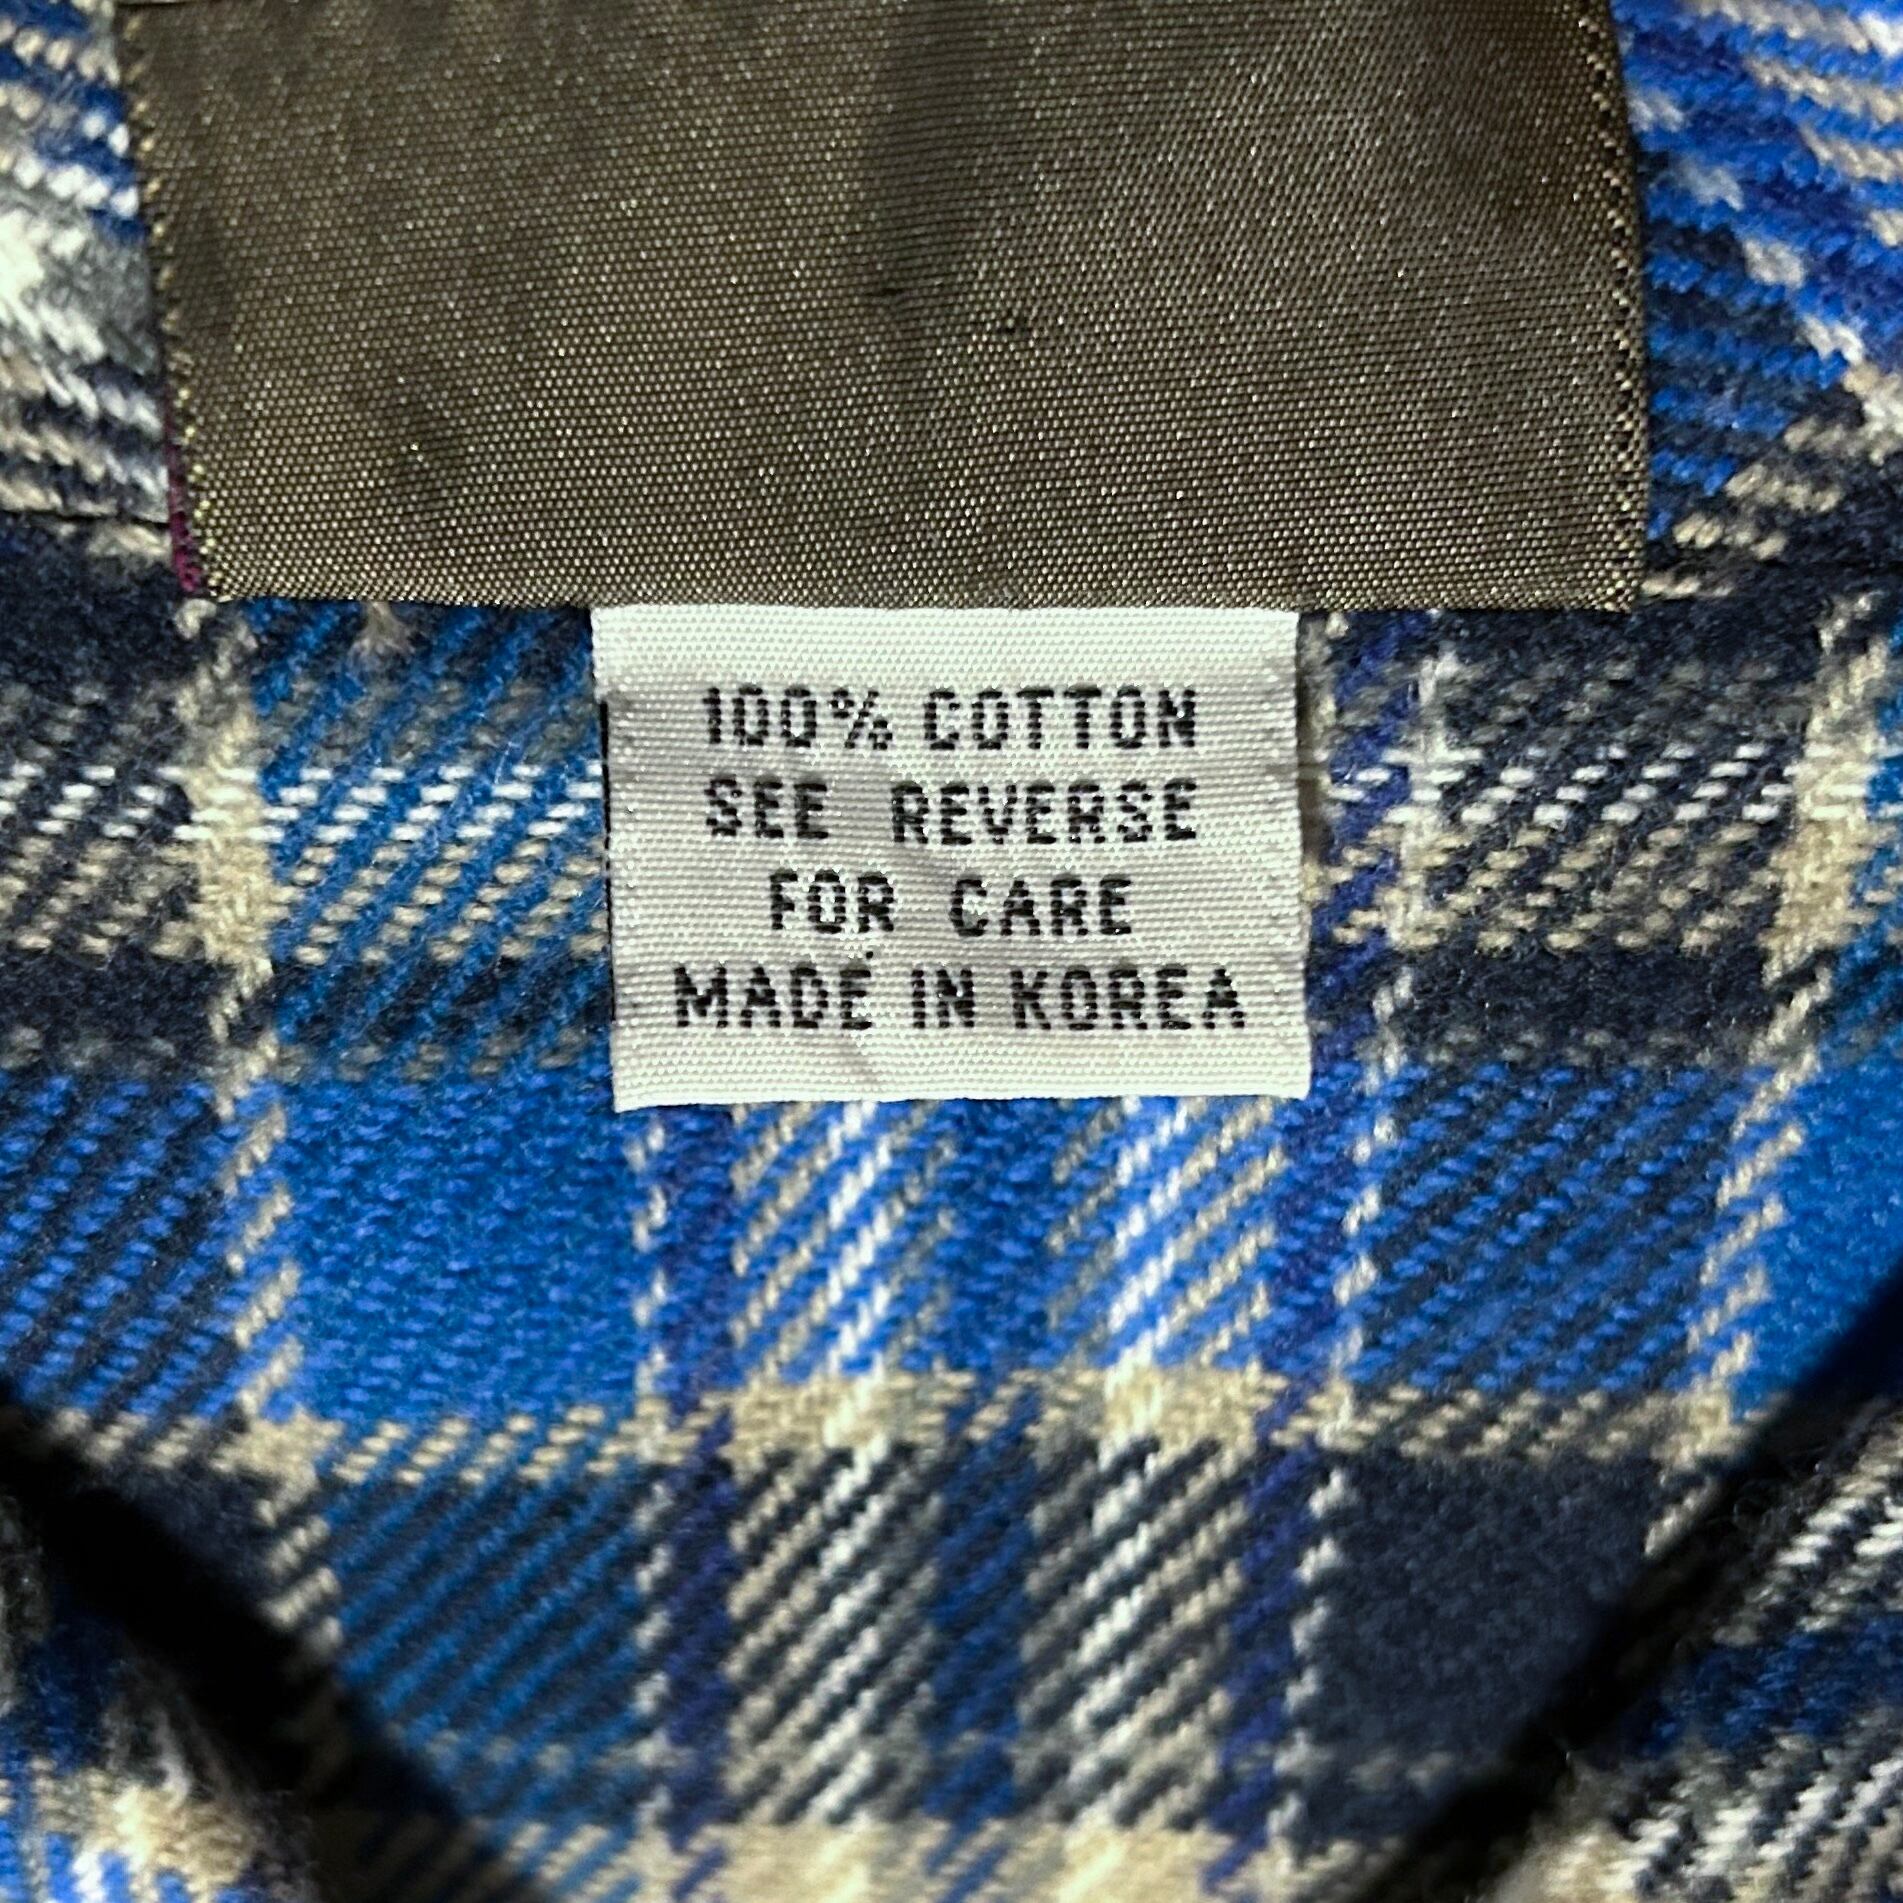 100% COTTON
SEE REVERSE
FOR CARE
MADE IN KOREA